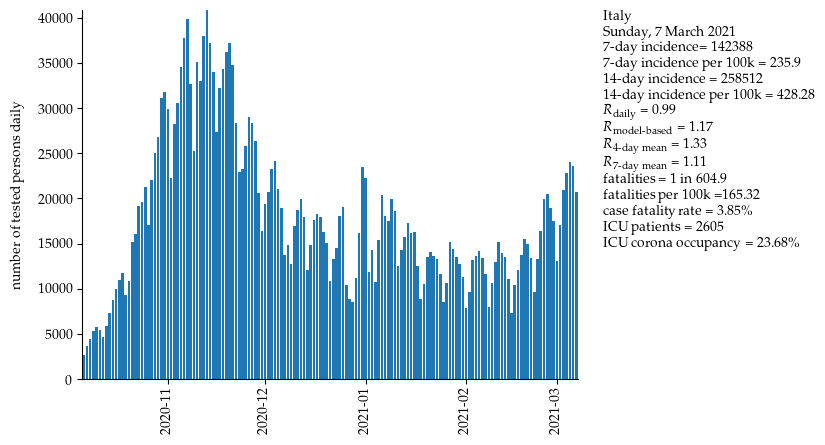 Italy
Sunday, 7 March 2021
7-day incidence= 142388
7-day incidence per 100k = 235.9
14-day incidence = 258512
14-day incidence per 100k = 428.28
R_daily = 0.99
R_model-based = 1.17
R_4-day mean = 1.33
R_7-day mean = 1.11
fatalities = 1 in 604.9
fatalities per 100k =165.32
case fatality rate = 3.85%
ICU patients = 2605
ICU corona occupancy = 23.68%
number of tested persons daily
40000
35000
30000
25000
20000
15000
10000
5000
0
2020-11
2020-12
2021-01
2021-02
2021-03